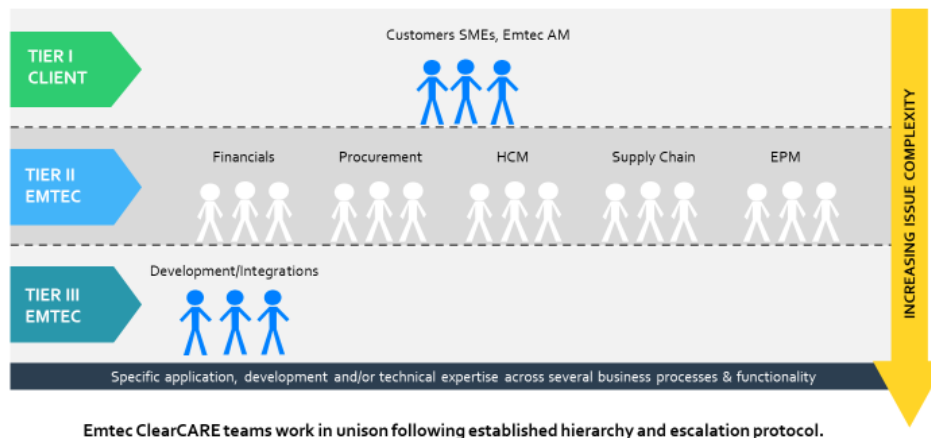 Customers SMEs, Emtec AM
TIER I
CLIENT
Financials
Procurement
HCM
Supply Chain
EPM
TIER II
EMTEC
Development/Integrations
TIER III
EMTEC
INCREASING ISSUE COMPLEXITY
Specific application, development and/or technical expertise across several business processes & functionality
Emtec ClearCARE teams work in unison following established hierarchy and escalation protocol.